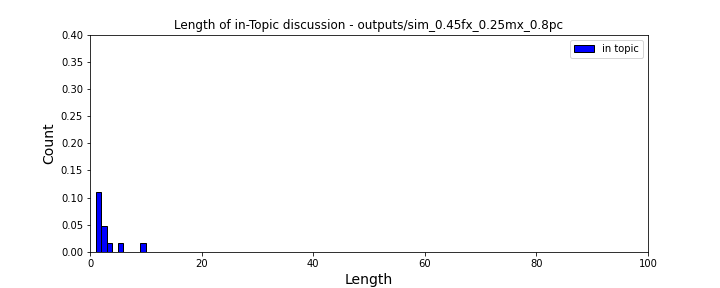 Length of in-Topic discussion - outputs/sim_0.45fx_0.25mx_0.8pc
in topic
Count
0.40
0.35
0.30
0.25
0.20
0.15
0.10
0.05
0.00
0 20 40 60 80 100
Length